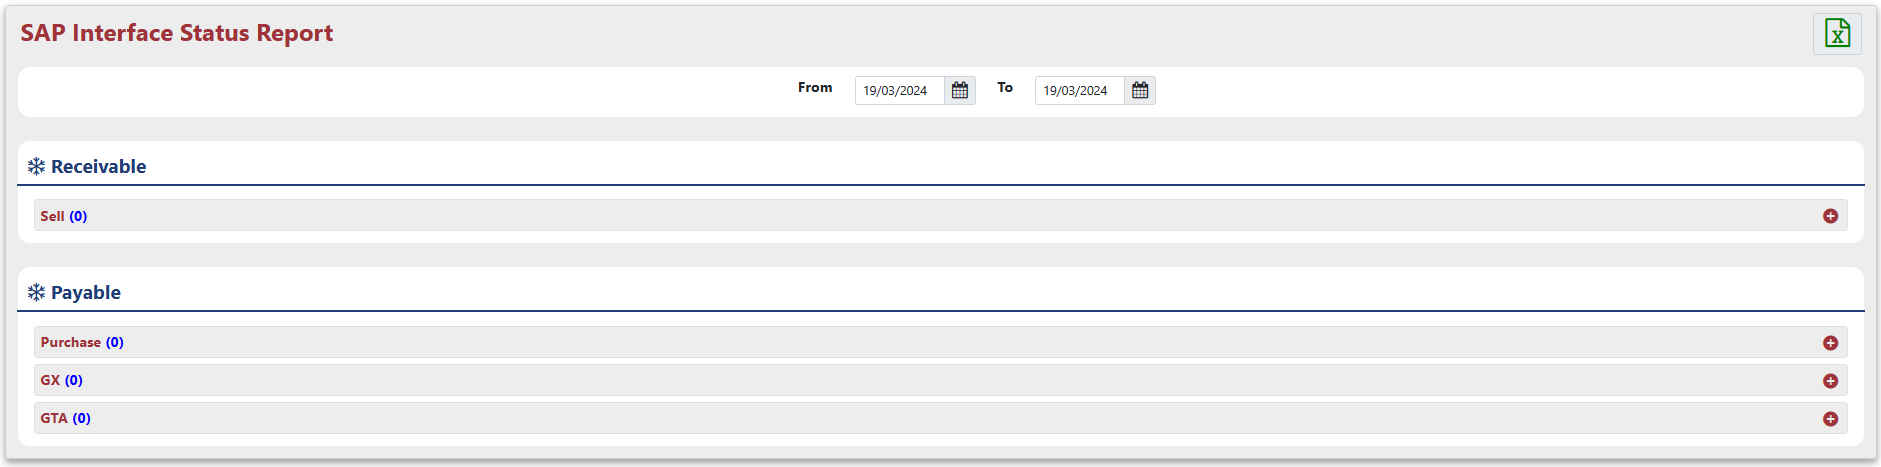 SAP Interface Status Report
From 19/03/2024 To 19/03/2024
Receivable
Sell (0)
Payable
Purchase (0)
GX (0)
GTA (0)